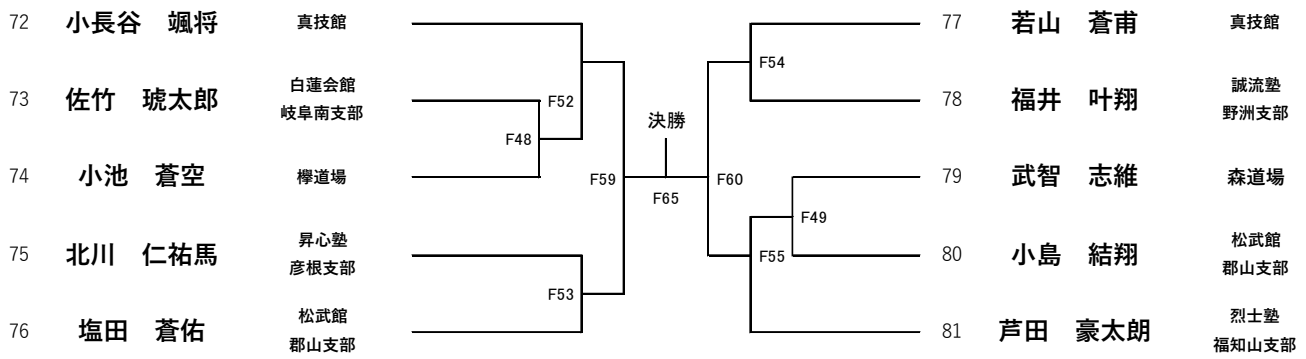 72 小長谷 颯将 真技館
73 佐竹 琥太郎 白蓮会館
岐阜南支部
74 小池 蒼空 欅道場
75 北川 仁祐馬 昇心塾
彦根支部
76 塩田 蒼佑 松武館
郡山支部
F52
F48
F59
F53
決勝
F65
F54
F60
F49
F55
77 若山 蒼甫 真技館
78 福井 叶翔 誠流塾
野洲支部
79 武智 志維 森道場
80 小島 結翔 松武館
郡山支部
81 芦田 豪太朗 烈士塾
福知山支部